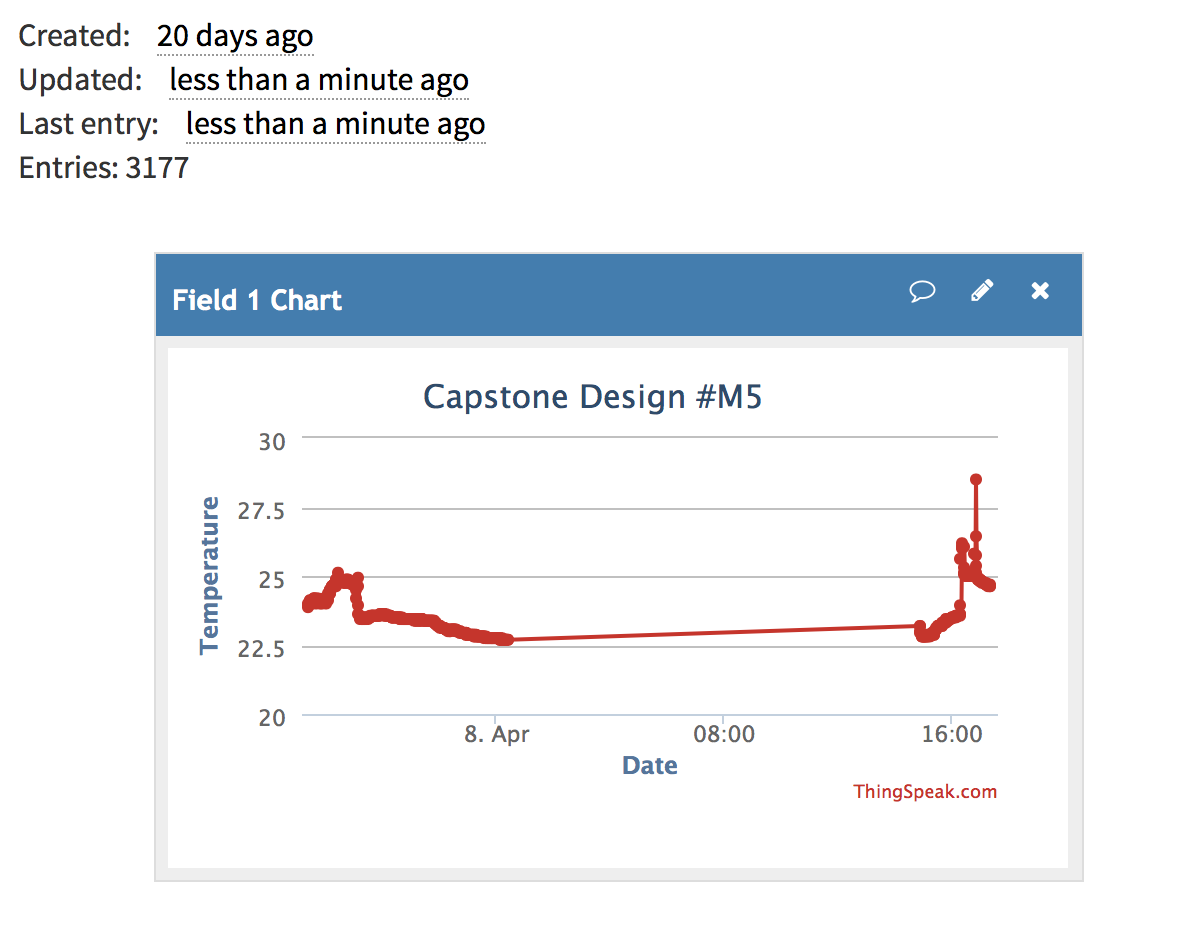 Created: 20 days ago
Updated: less than a minute ago
Last entry: less than a minute ago
Entries: 3177
Field 1 Chart
Capstone Design #M5
30
27.5
25
22.5
20
Temperature
8. Apr
08:00
16:00
Date
ThingSpeak.com